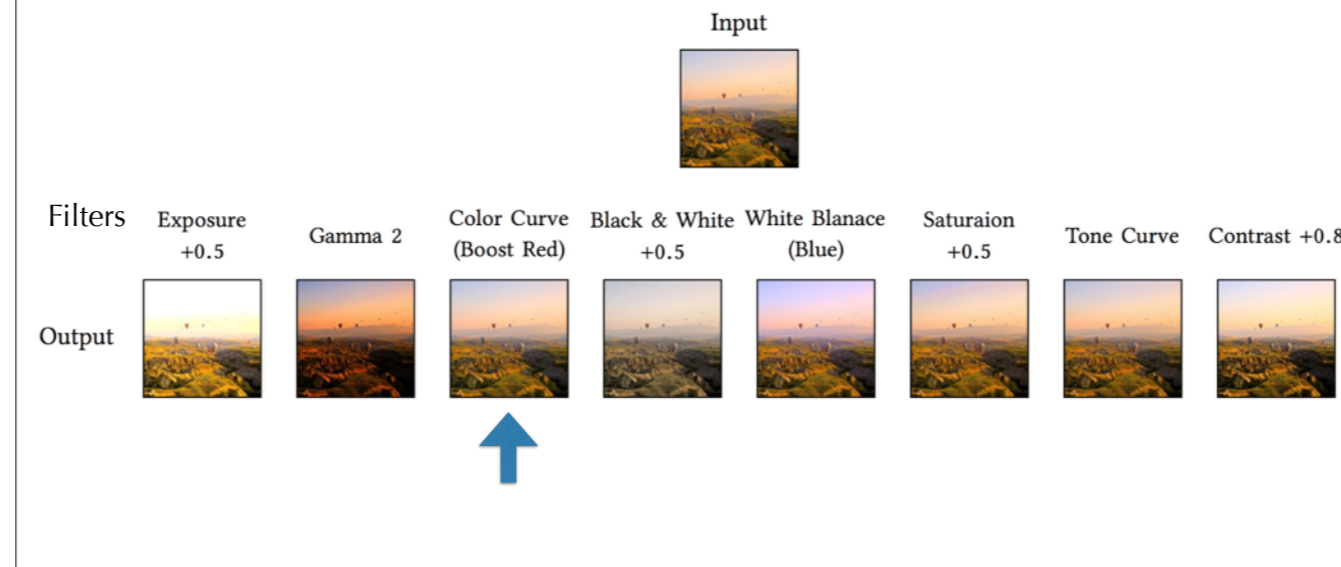 Input
Filters
Exposure
+0.5
Gamma 2
Color Curve
(Boost Red)
Black & White
+0.5
White Blanace
(Blue)
Saturaion
+0.5
Tone Curve
Contrast +0.8
Output